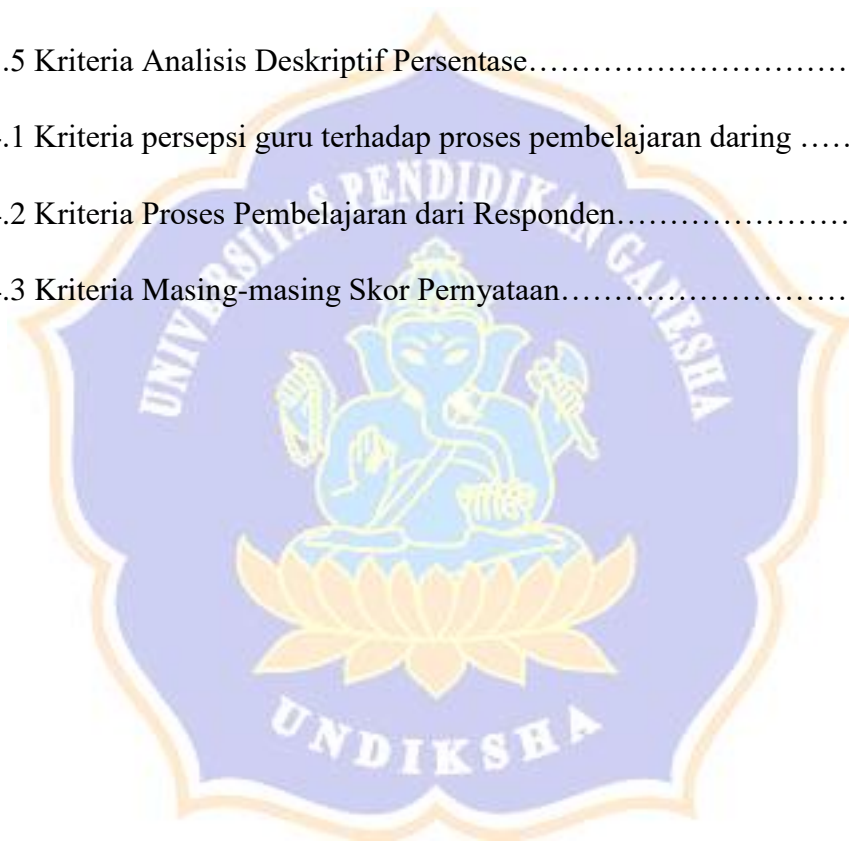 .5 Kriteria Analisis Deskriptif Persentase…………………………
.1 Kriteria persepsi guru terhadap proses pembelajaran daring ……
.2 Kriteria Proses Pembelajaran dari Responden…………………
.3 Kriteria Masing-masing Skor Pernyataan………………………
UNIVERSITAS PENDIDIKAN GANESHA
UNDIKSHA